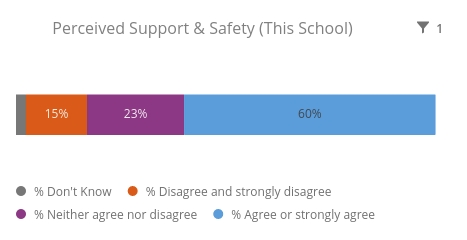 Perceived Support & Safety (This School)
1
15%
23%
60%
% Don't Know
% Disagree and strongly disagree
% Neither agree nor disagree
% Agree or strongly agree